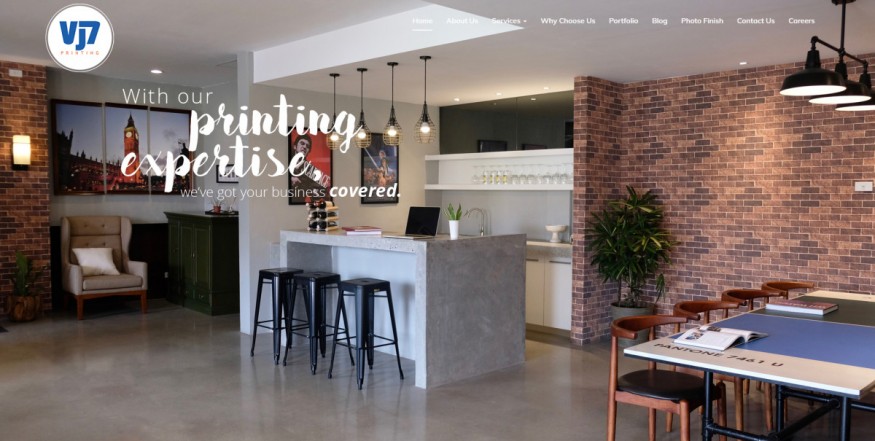 VJ7
PRINTING
Home About Us Services Why Choose Us Portfolio Blog Photo Finish Contact Us Careers
With our
printing
expertise,
we've got your business covered.
PANTONE 7461 U